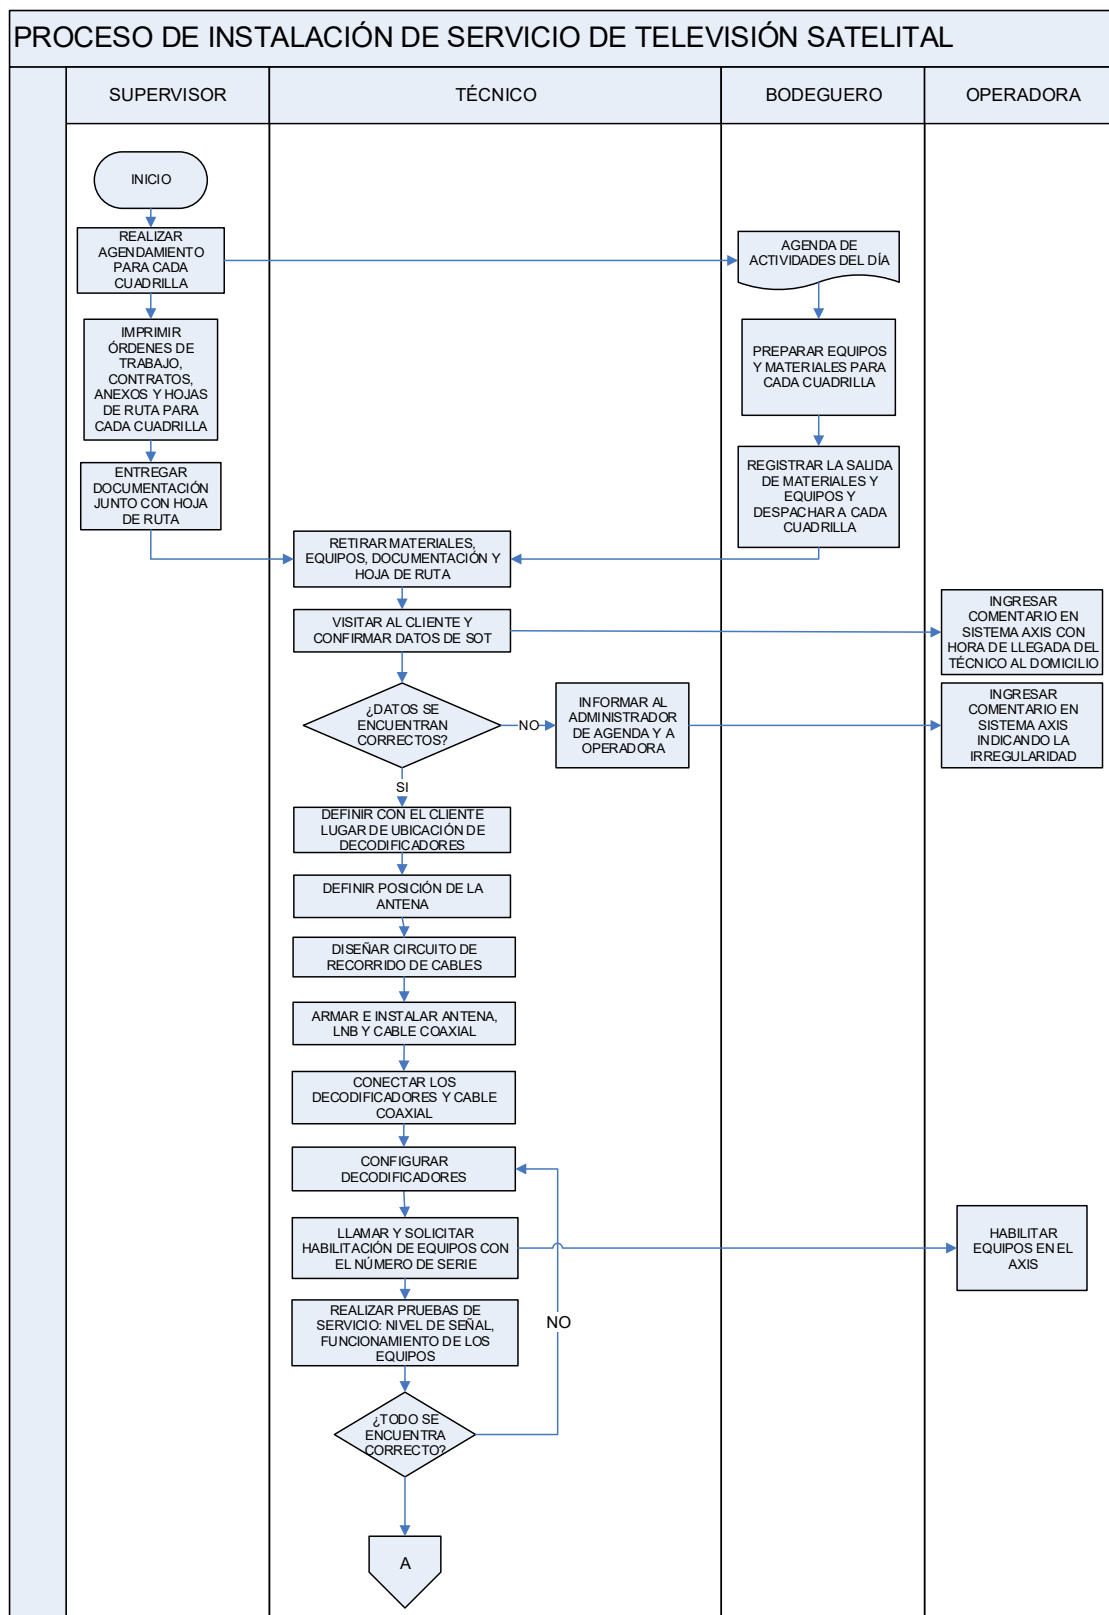 PROCESO DE INSTALACIÓN DE SERVICIO DE TELEVISIÓN SATELITAL
SUPERVISOR
TÉCNICO
BODEGUERO
OPERADORA
INICIO
REALIZAR
AGENDAMIENTO
PARA CADA
CUADRILLA
AGENDA DE
ACTIVIDADES DEL DÍA
IMPRIMIR
ÓRDENES DE
TRABAJO,
CONTRATOS,
ANEXOS Y HOJAS
DE RUTA PARA
CADA CUADRILLA
PREPARAR EQUIPOS
Y MATERIALES PARA
CADA CUADRILLA
ENTREGAR
DOCUMENTACIÓN
JUNTO CON HOJA
DE RUTA
REGISTRAR LA SALIDA
DE MATERIALES Y
EQUIPOS Y
DESPACHAR A CADA
CUADRILLA
RETIRAR MATERIALES,
EQUIPOS, DOCUMENTACIÓN Y
HOJA DE RUTA
VISITAR AL CLIENTE Y
CONFIRMAR DATOS DE SOT
INGRESAR
COMENTARIO EN
SISTEMA AXIS CON
HORA DE LLEGADA DEL
TÉCNICO AL DOMICILIO
¿DATOS SE
ENCUENTRAN
CORRECTOS?
NO
INFORMAR AL
ADMINISTRADOR
DE AGENDA Y A
OPERADORA
INGRESAR
COMENTARIO EN
SISTEMA AXIS
INDICANDO LA
IRREGULARIDAD
SI
DEFINIR CON EL CLIENTE
LUGAR DE UBICACIÓN DE
DECODIFICADORES
DEFINIR POSICIÓN DE LA
ANTENA
DISEÑAR CIRCUITO DE
RECORRIDO DE CABLES
ARMAR E INSTALAR ANTENA,
LNB Y CABLE COAXIAL
CONECTAR LOS
DECODIFICADORES Y CABLE
COAXIAL
CONFIGURAR
DECODIFICADORES
LLAMAR Y SOLICITAR
HABILITACIÓN DE EQUIPOS CON
EL NÚMERO DE SERIE
HABILITAR
EQUIPOS EN EL
AXIS
REALIZAR PRUEBAS DE
SERVICIO: NIVEL DE SEÑAL,
FUNCIONAMIENTO DE LOS
EQUIPOS
NO
¿TODO SE
ENCUENTRA
CORRECTO?
A